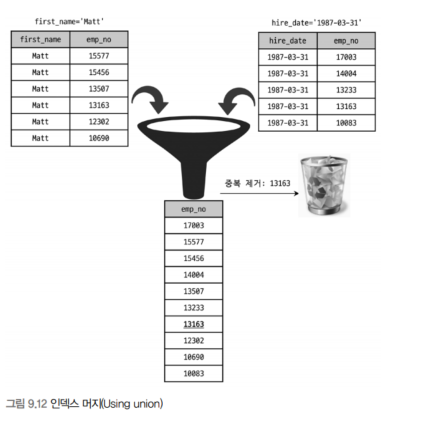 first_name='Matt'
first_name emp_no
Matt 15577
Matt 15456
Matt 13507
Matt 13163
Matt 12302
Matt 10690
hire_date='1987-03-31'
hire_date emp_no
1987-03-31 17003
1987-03-31 14004
1987-03-31 13233
1987-03-31 13163
1987-03-31 10083
중복 제거: 13163
emp_no
17003
15577
15456
14004
13507
13233
13163
12302
10690
10083
그림 9.12 인덱스 머지(Using union)